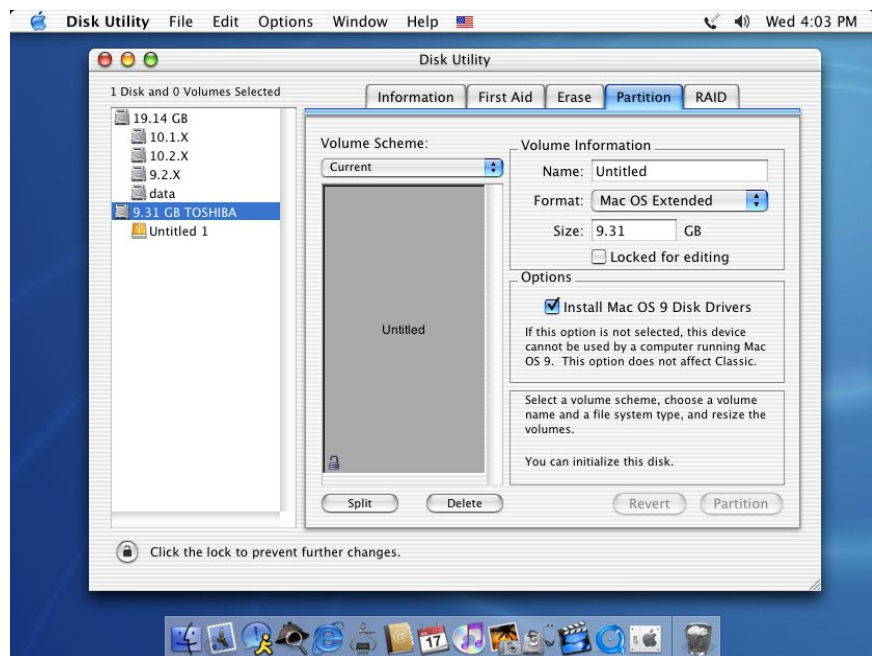 Disk Utility File Edit Options Window Help Wed 4:03 PM
Disk Utility
1 Disk and 0 Volumes Selected
19.14 GB
10.1.X
10.2.X
9.2.X
data
9.31 GB TOSHIBA
Untitled 1
Information First Aid Erase Partition RAID
Volume Scheme:
Current
Untitled
Split Delete
Volume Information
Name: Untitled
Format: Mac OS Extended
Size: 9.31 GB
Locked for editing
Options
Install Mac OS 9 Disk Drivers
If this option is not selected, this device
cannot be used by a computer running Mac
OS 9. This option does not affect Classic.
Select a volume scheme, choose a volume
name and a file system type, and resize the
volumes.
You can initialize this disk.
Revert Partition
Click the lock to prevent further changes.
17